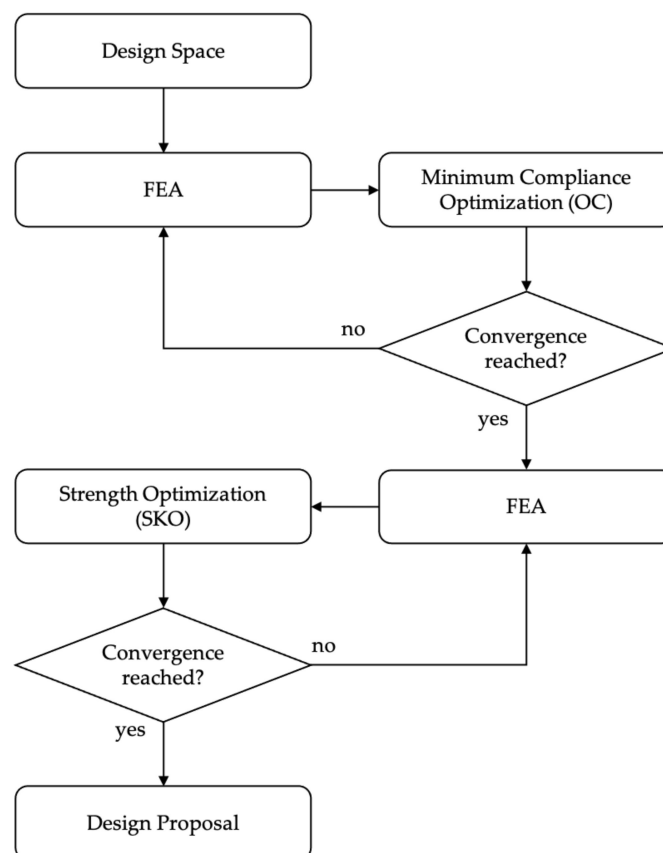 Design Space
FEA
Minimum Compliance
Optimization (OC)
no
Convergence
reached?
yes
Strength Optimization
(SKO)
FEA
Convergence
reached?
no
yes
Design Proposal